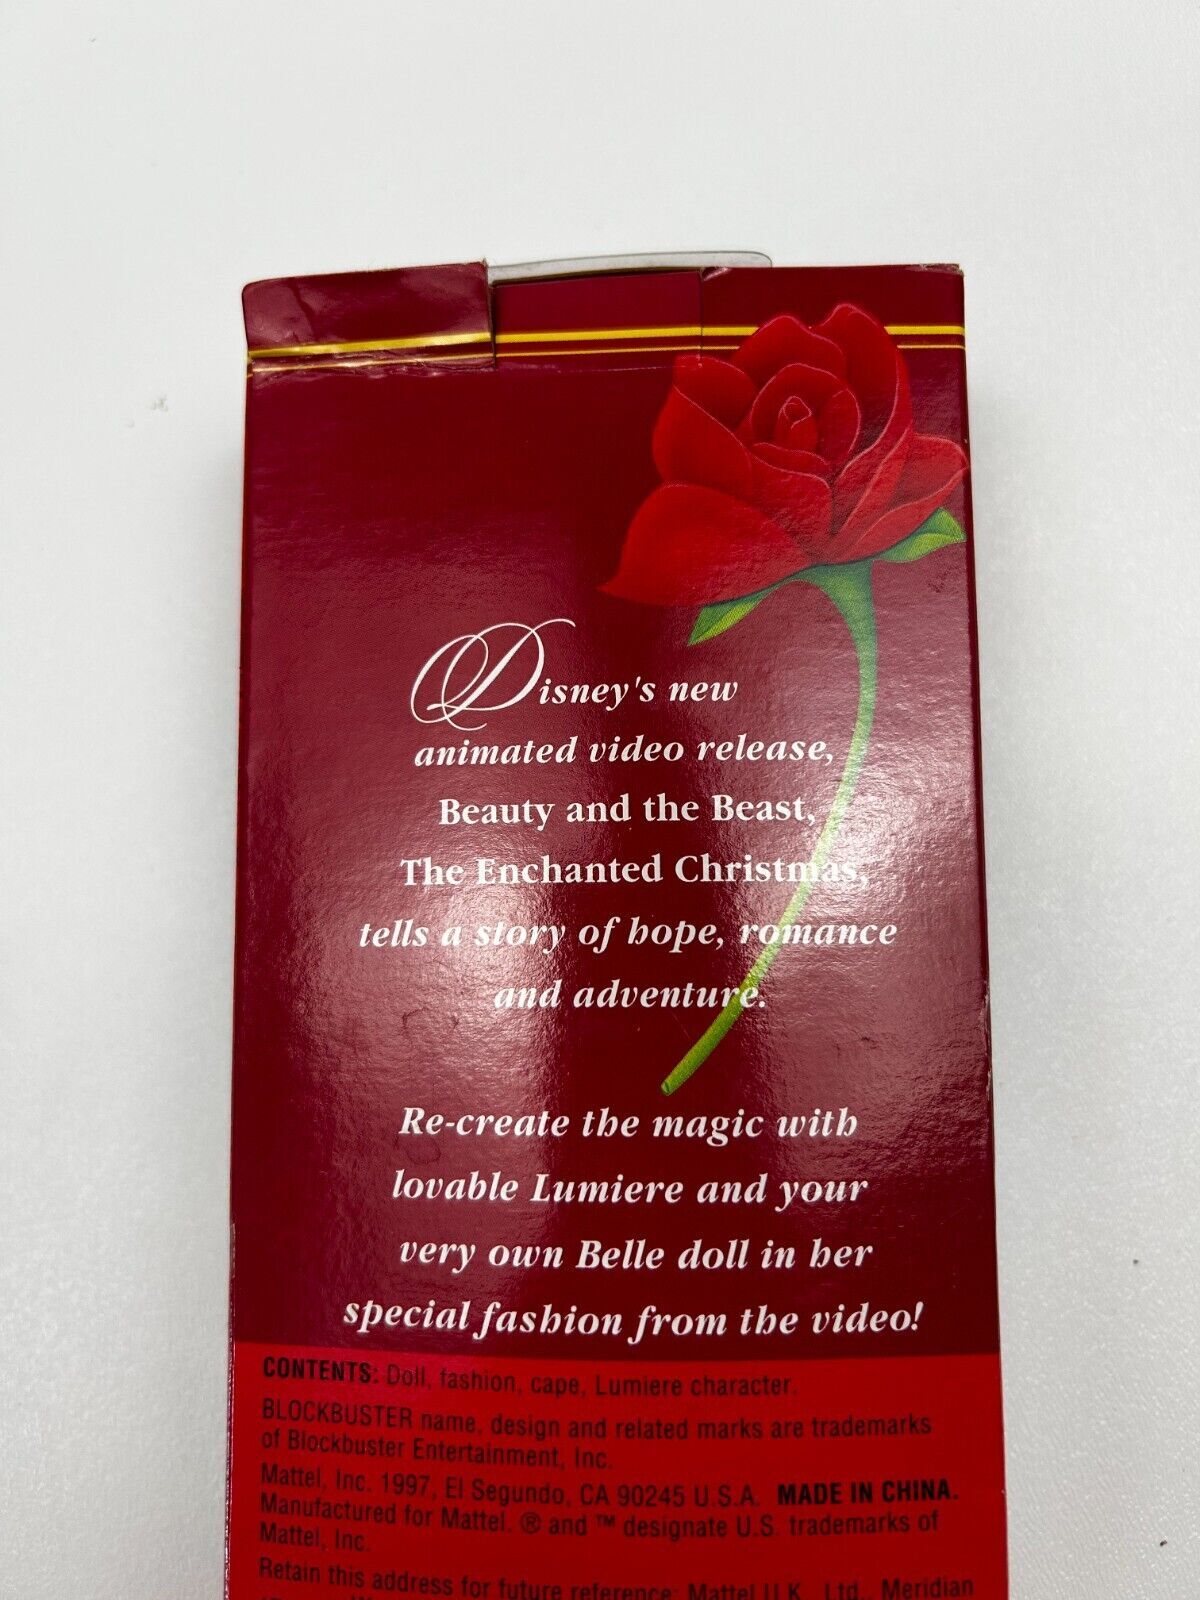 Disney's new
animated video release,
Beauty and the Beast,
The Enchanted Christmas,
tells a story of hope, romance
and adventure.
Re-create the magic with
lovable Lumiere and your
very own Belle doll in her
special fashion from the video!
CONTENTS: Doll, fashion, cape, Lumiere character.
BLOCKBUSTER name, design and related marks are trademarks
of Blockbuster Entertainment, Inc.
Mattel, Inc. 1997, El Segundo, CA 90245 U.S.A. MADE IN CHINA.
Manufactured for Mattel. ® and ™ designate U.S. trademarks of
Mattel, Inc.
Retain this address for future reference: Mattel U.K. Ltd., Meridian